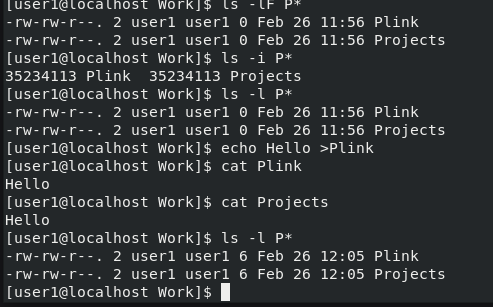 [user1@localhost Work]$ ls -lF P*
-rw-rw-r--. 2 user1 user1 0 Feb 26 11:56 Plink
-rw-rw-r--. 2 user1 user1 0 Feb 26 11:56 Projects
[user1@localhost Work]$ ls -i P*
35234113 Plink  35234113 Projects
[user1@localhost Work]$ ls -l P*
-rw-rw-r--. 2 user1 user1 0 Feb 26 11:56 Plink
-rw-rw-r--. 2 user1 user1 0 Feb 26 11:56 Projects
[user1@localhost Work]$ echo Hello >Plink
[user1@localhost Work]$ cat Plink
Hello
[user1@localhost Work]$ cat Projects
Hello
[user1@localhost Work]$ ls -l P*
-rw-rw-r--. 2 user1 user1 6 Feb 26 12:05 Plink
-rw-rw-r--. 2 user1 user1 6 Feb 26 12:05 Projects
[user1@localhost Work]$